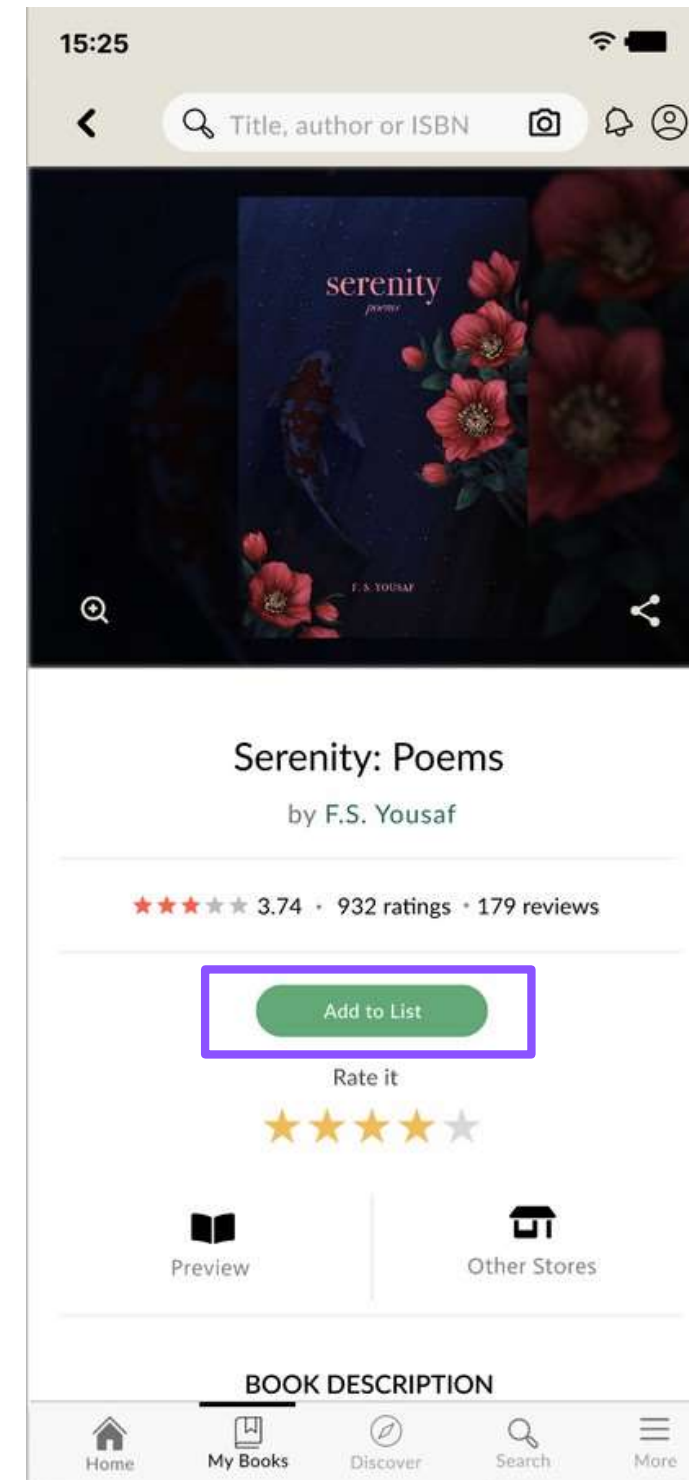 15:25
Title, author or ISBN
serenity
poems
F. S. YOUSAF
Serenity: Poems
by F.S. Yousaf
3.74 · 932 ratings · 179 reviews
Add to List
Rate it
Preview Other Stores
BOOK DESCRIPTION
Home My Books Discover Search More